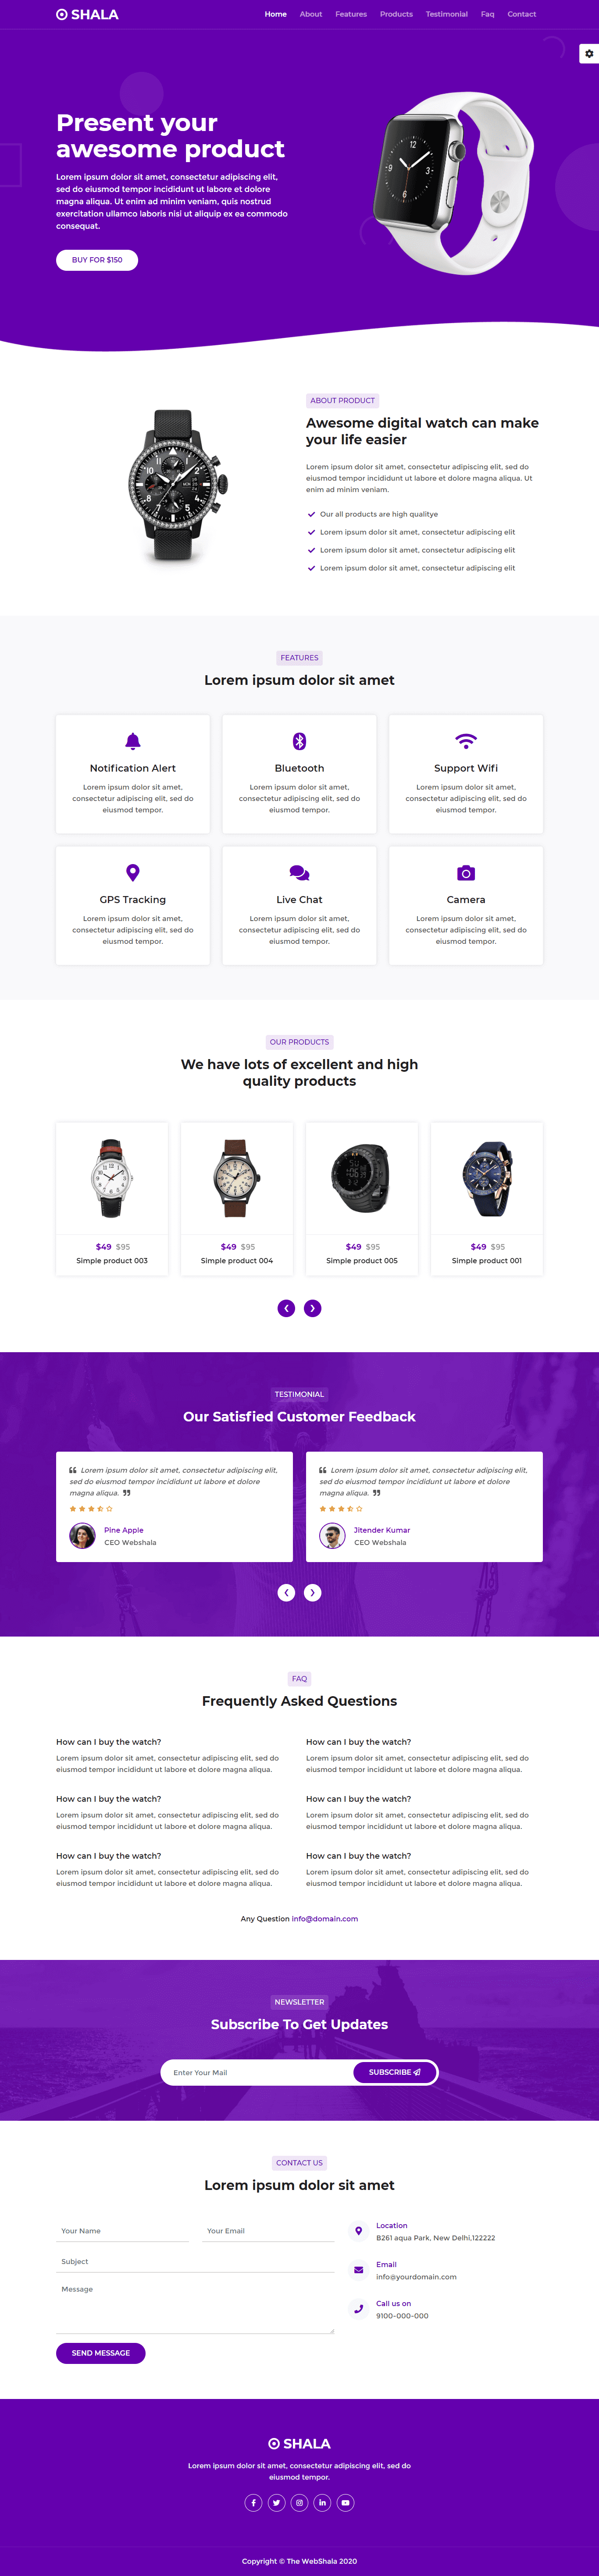 SHALA
Home About Features Products Testimonial Faq Contact
Present your
awesome product
Lorem ipsum dolor sit amet, consectetur adipiscing elit,
sed do eiusmod tempor incididunt ut labore et dolore
magna aliqua. Ut enim ad minim veniam, quis nostrud
exercitation ullamco laboris nisi ut aliquip ex ea commodo
consequat.
BUY FOR $150
ABOUT PRODUCT
Awesome digital watch can make
your life easier
Lorem ipsum dolor sit amet, consectetur adipiscing elit, sed do
eiusmod tempor incididunt ut labore et dolore magna aliqua. Ut
enim ad minim veniam.
Our all products are high qualitye
Lorem ipsum dolor sit amet, consectetur adipiscing elit
Lorem ipsum dolor sit amet, consectetur adipiscing elit
Lorem ipsum dolor sit amet, consectetur adipiscing elit
FEATURES
Lorem ipsum dolor sit amet
Notification Alert
Lorem ipsum dolor sit amet,
consectetur adipiscing elit, sed do
eiusmod tempor.
Bluetooth
Lorem ipsum dolor sit amet,
consectetur adipiscing elit, sed do
eiusmod tempor.
Support Wifi
Lorem ipsum dolor sit amet,
consectetur adipiscing elit, sed do
eiusmod tempor.
GPS Tracking
Lorem ipsum dolor sit amet,
consectetur adipiscing elit, sed do
eiusmod tempor.
Live Chat
Lorem ipsum dolor sit amet,
consectetur adipiscing elit, sed do
eiusmod tempor.
Camera
Lorem ipsum dolor sit amet,
consectetur adipiscing elit, sed do
eiusmod tempor.
OUR PRODUCTS
We have lots of excellent and high
quality products
$49 $95
Simple product 003
$49 $95
Simple product 004
$49 $95
Simple product 005
$49 $95
Simple product 001
TESTIMONIAL
Our Satisfied Customer Feedback
“ Lorem ipsum dolor sit amet, consectetur adipiscing elit,
sed do eiusmod tempor incididunt ut labore et dolore
magna aliqua. ”
Pine Apple
CEO Webshala
“ Lorem ipsum dolor sit amet, consectetur adipiscing elit,
sed do eiusmod tempor incididunt ut labore et dolore
magna aliqua. ”
Jitender Kumar
CEO Webshala
FAQ
Frequently Asked Questions
How can I buy the watch?
Lorem ipsum dolor sit amet, consectetur adipiscing elit, sed do
eiusmod tempor incididunt ut labore et dolore magna aliqua.
How can I buy the watch?
Lorem ipsum dolor sit amet, consectetur adipiscing elit, sed do
eiusmod tempor incididunt ut labore et dolore magna aliqua.
How can I buy the watch?
Lorem ipsum dolor sit amet, consectetur adipiscing elit, sed do
eiusmod tempor incididunt ut labore et dolore magna aliqua.
How can I buy the watch?
Lorem ipsum dolor sit amet, consectetur adipiscing elit, sed do
eiusmod tempor incididunt ut labore et dolore magna aliqua.
How can I buy the watch?
Lorem ipsum dolor sit amet, consectetur adipiscing elit, sed do
eiusmod tempor incididunt ut labore et dolore magna aliqua.
How can I buy the watch?
Lorem ipsum dolor sit amet, consectetur adipiscing elit, sed do
eiusmod tempor incididunt ut labore et dolore magna aliqua.
Any Question info@domain.com
NEWSLETTER
Subscribe To Get Updates
Enter Your Mail
SUBSCRIBE
CONTACT US
Lorem ipsum dolor sit amet
Your Name
Your Email
Subject
Message
SEND MESSAGE
Location
B261 aqua Park, New Delhi,122222
Email
info@yourdomain.com
Call us on
9100-000-000
SHALA
Lorem ipsum dolor sit amet, consectetur adipiscing elit, sed do
eiusmod tempor.
Copyright © The WebShala 2020